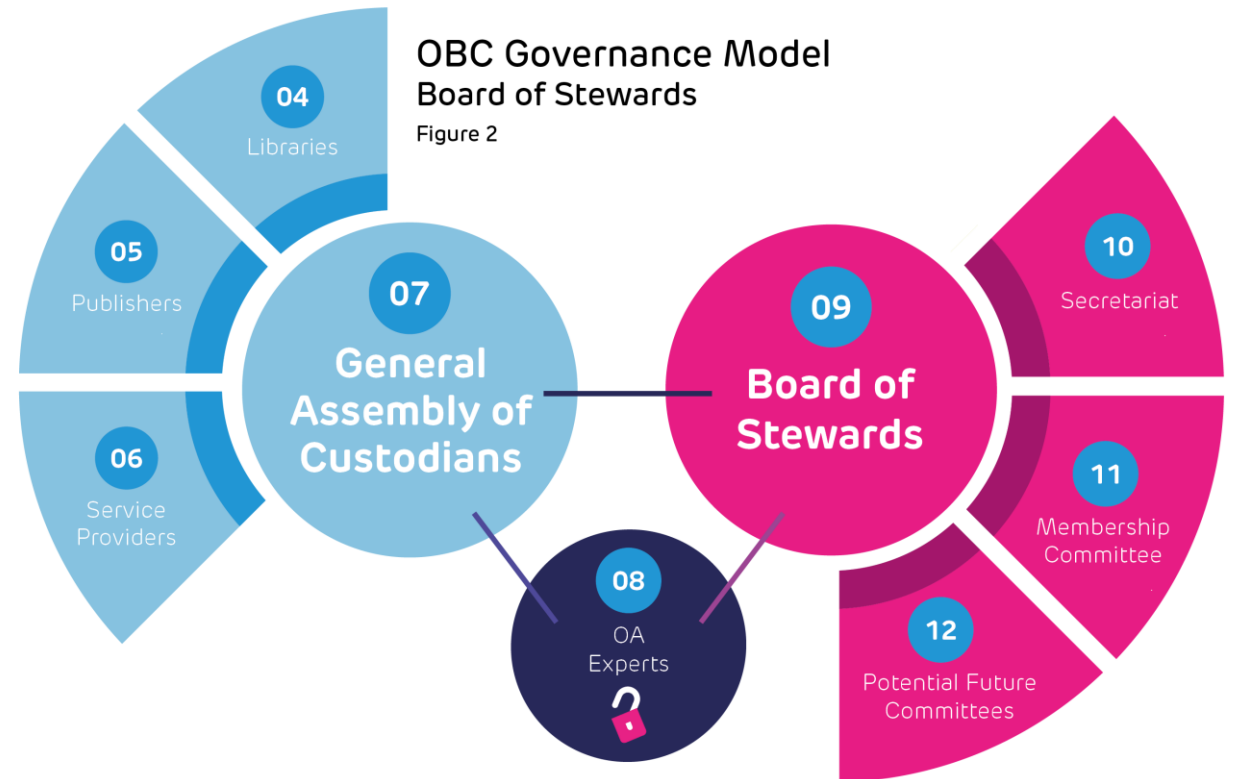 OBC Governance Model
Board of Stewards
Figure 2
04
Libraries
05
Publishers
06
Service
Providers
07
General
Assembly of
Custodians
08
OA
Experts
09
Board of
Stewards
10
Secretariat
11
Membership
Committee
12
Potential Future
Committees